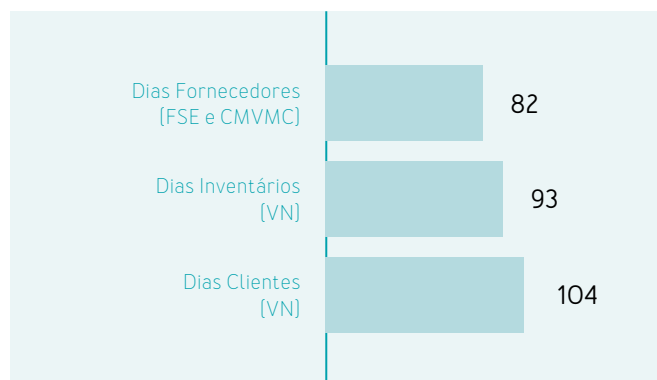 Dias Fornecedores
(FSE e CMVMC)
82
Dias Inventários
(VN)
93
Dias Clientes
(VN)
104